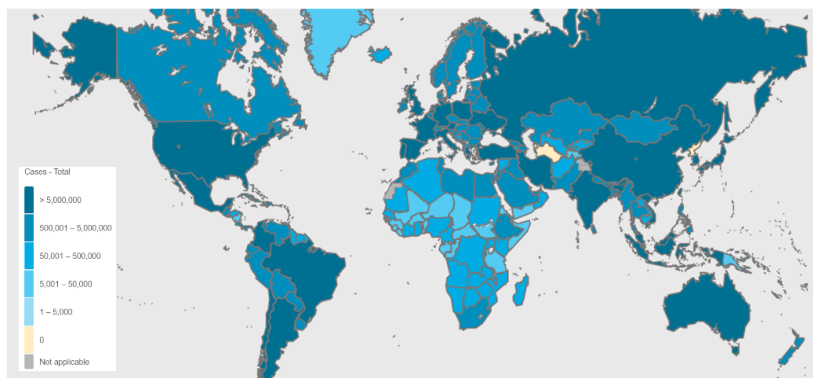 Cases - Total
> 5,000,000
500,001 – 5,000,000
50,001 – 500,000
5,001 – 50,000
1 – 5,000
0
Not applicable